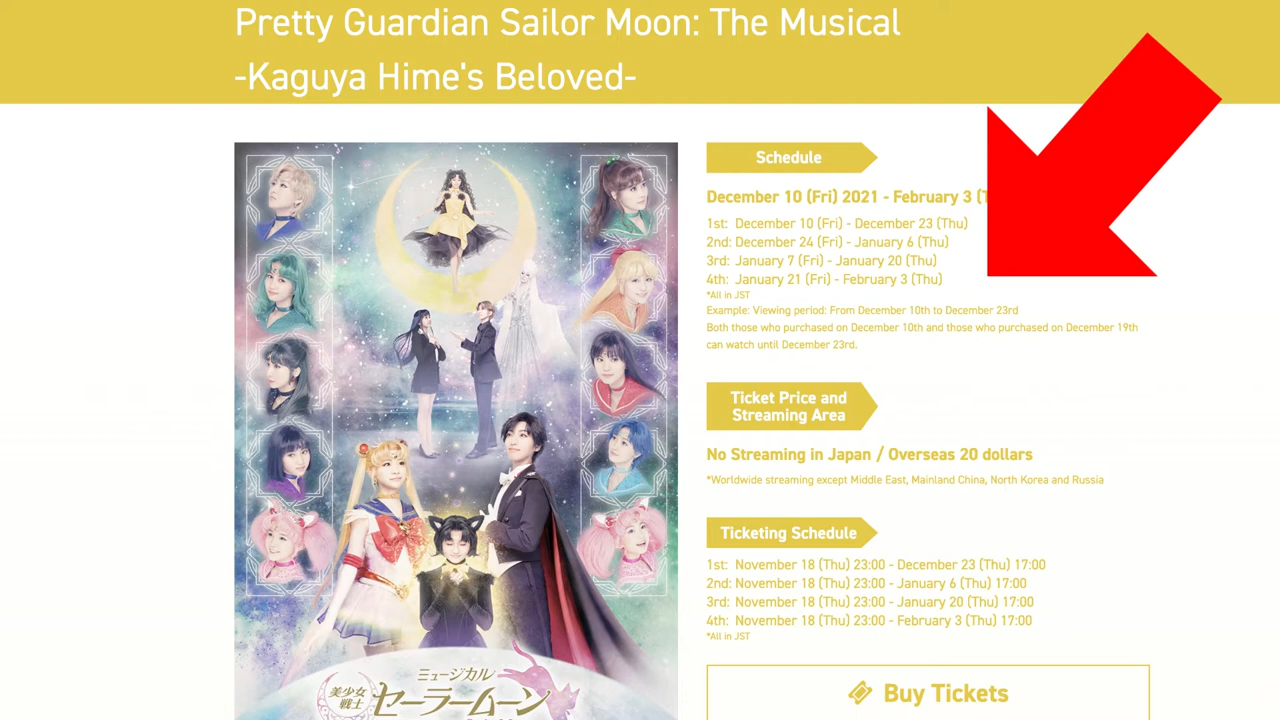 Pretty Guardian Sailor Moon: The Musical
-Kaguya Hime's Beloved-
Schedule
December 10 (Fri) 2021 - February 3
1st: December 10 (Fri) - December 23 (Thu)
2nd: December 24 (Fri) - January 6 (Thu)
3rd: January 7 (Fri) - January 20 (Thu)
4th: January 21 (Fri) - February 3 (Thu)
*All in JST
Example: Viewing period: From December 10th to December 23rd
Both those who purchased on December 10th and those who purchased on December 19th
can watch until December 23rd.
Ticket Price and
Streaming Area
No Streaming in Japan / Overseas 20 dollars
*Worldwide streaming except Middle East, Mainland China, North Korea and Russia
Ticketing Schedule
1st: November 18 (Thu) 23:00 - December 23 (Thu) 17:00
2nd: November 18 (Thu) 23:00 - January 6 (Thu) 17:00
3rd: November 18 (Thu) 23:00 - January 20 (Thu) 17:00
4th: November 18 (Thu) 23:00 - February 3 (Thu) 17:00
*All in JST
Buy Tickets
ミュージカル
美少女
戦士
セーラームーン